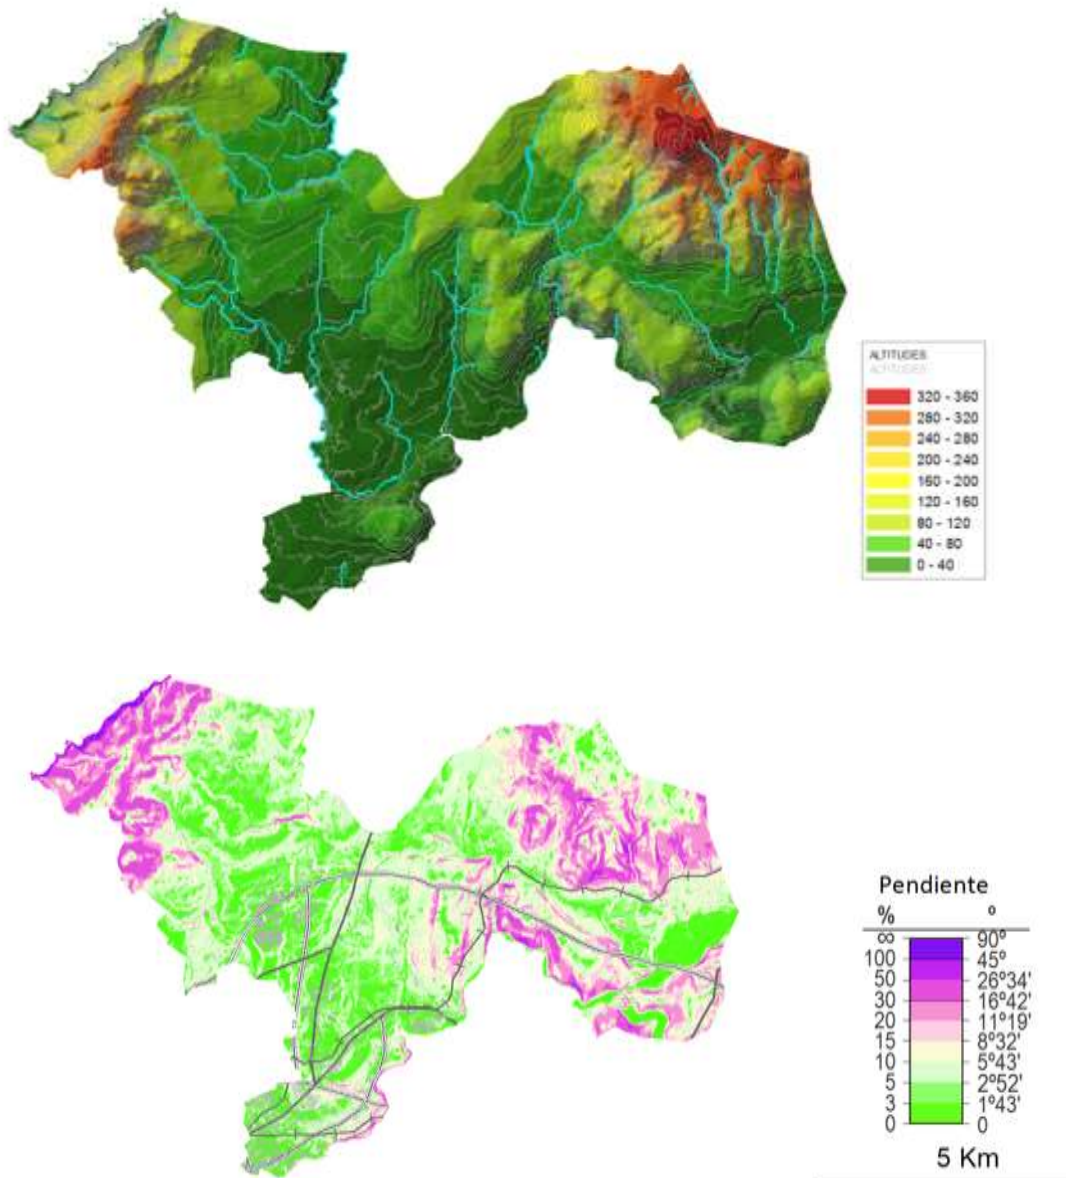 ALTITUDES
ALTITUDES
320 - 360
280 - 320
240 - 280
200 - 240
160 - 200
120 - 160
80 - 120
40 - 80
0 - 40
Pendiente
% º
∞ 90º
100 45º
50 26º34'
30 16º42'
20 11º19'
15 8º32'
10 5º43'
5 2º52'
3 1º43'
0 0
5 Km